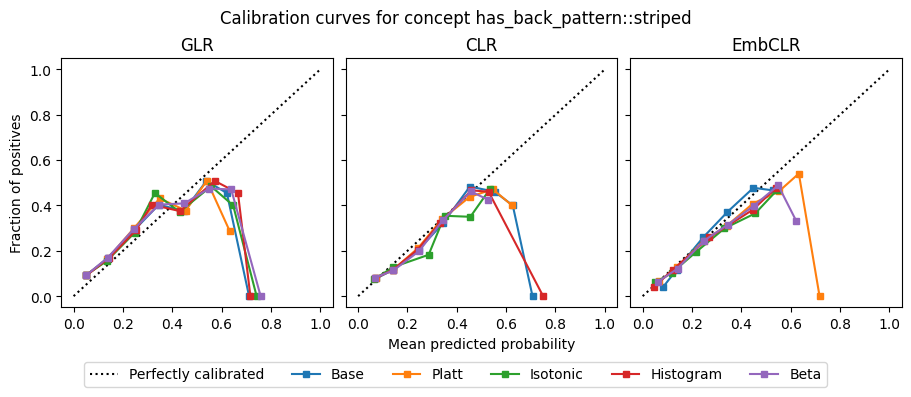 Calibration curves for concept has_back_pattern::striped
GLR
CLR
EmbCLR
Fraction of positives
1.0
0.8
0.6
0.4
0.2
0.0
0.0 0.2 0.4 0.6 0.8 1.0
0.0 0.2 0.4 0.6 0.8 1.0
0.0 0.2 0.4 0.6 0.8 1.0
Mean predicted probability
Perfectly calibrated Base Platt Isotonic Histogram Beta